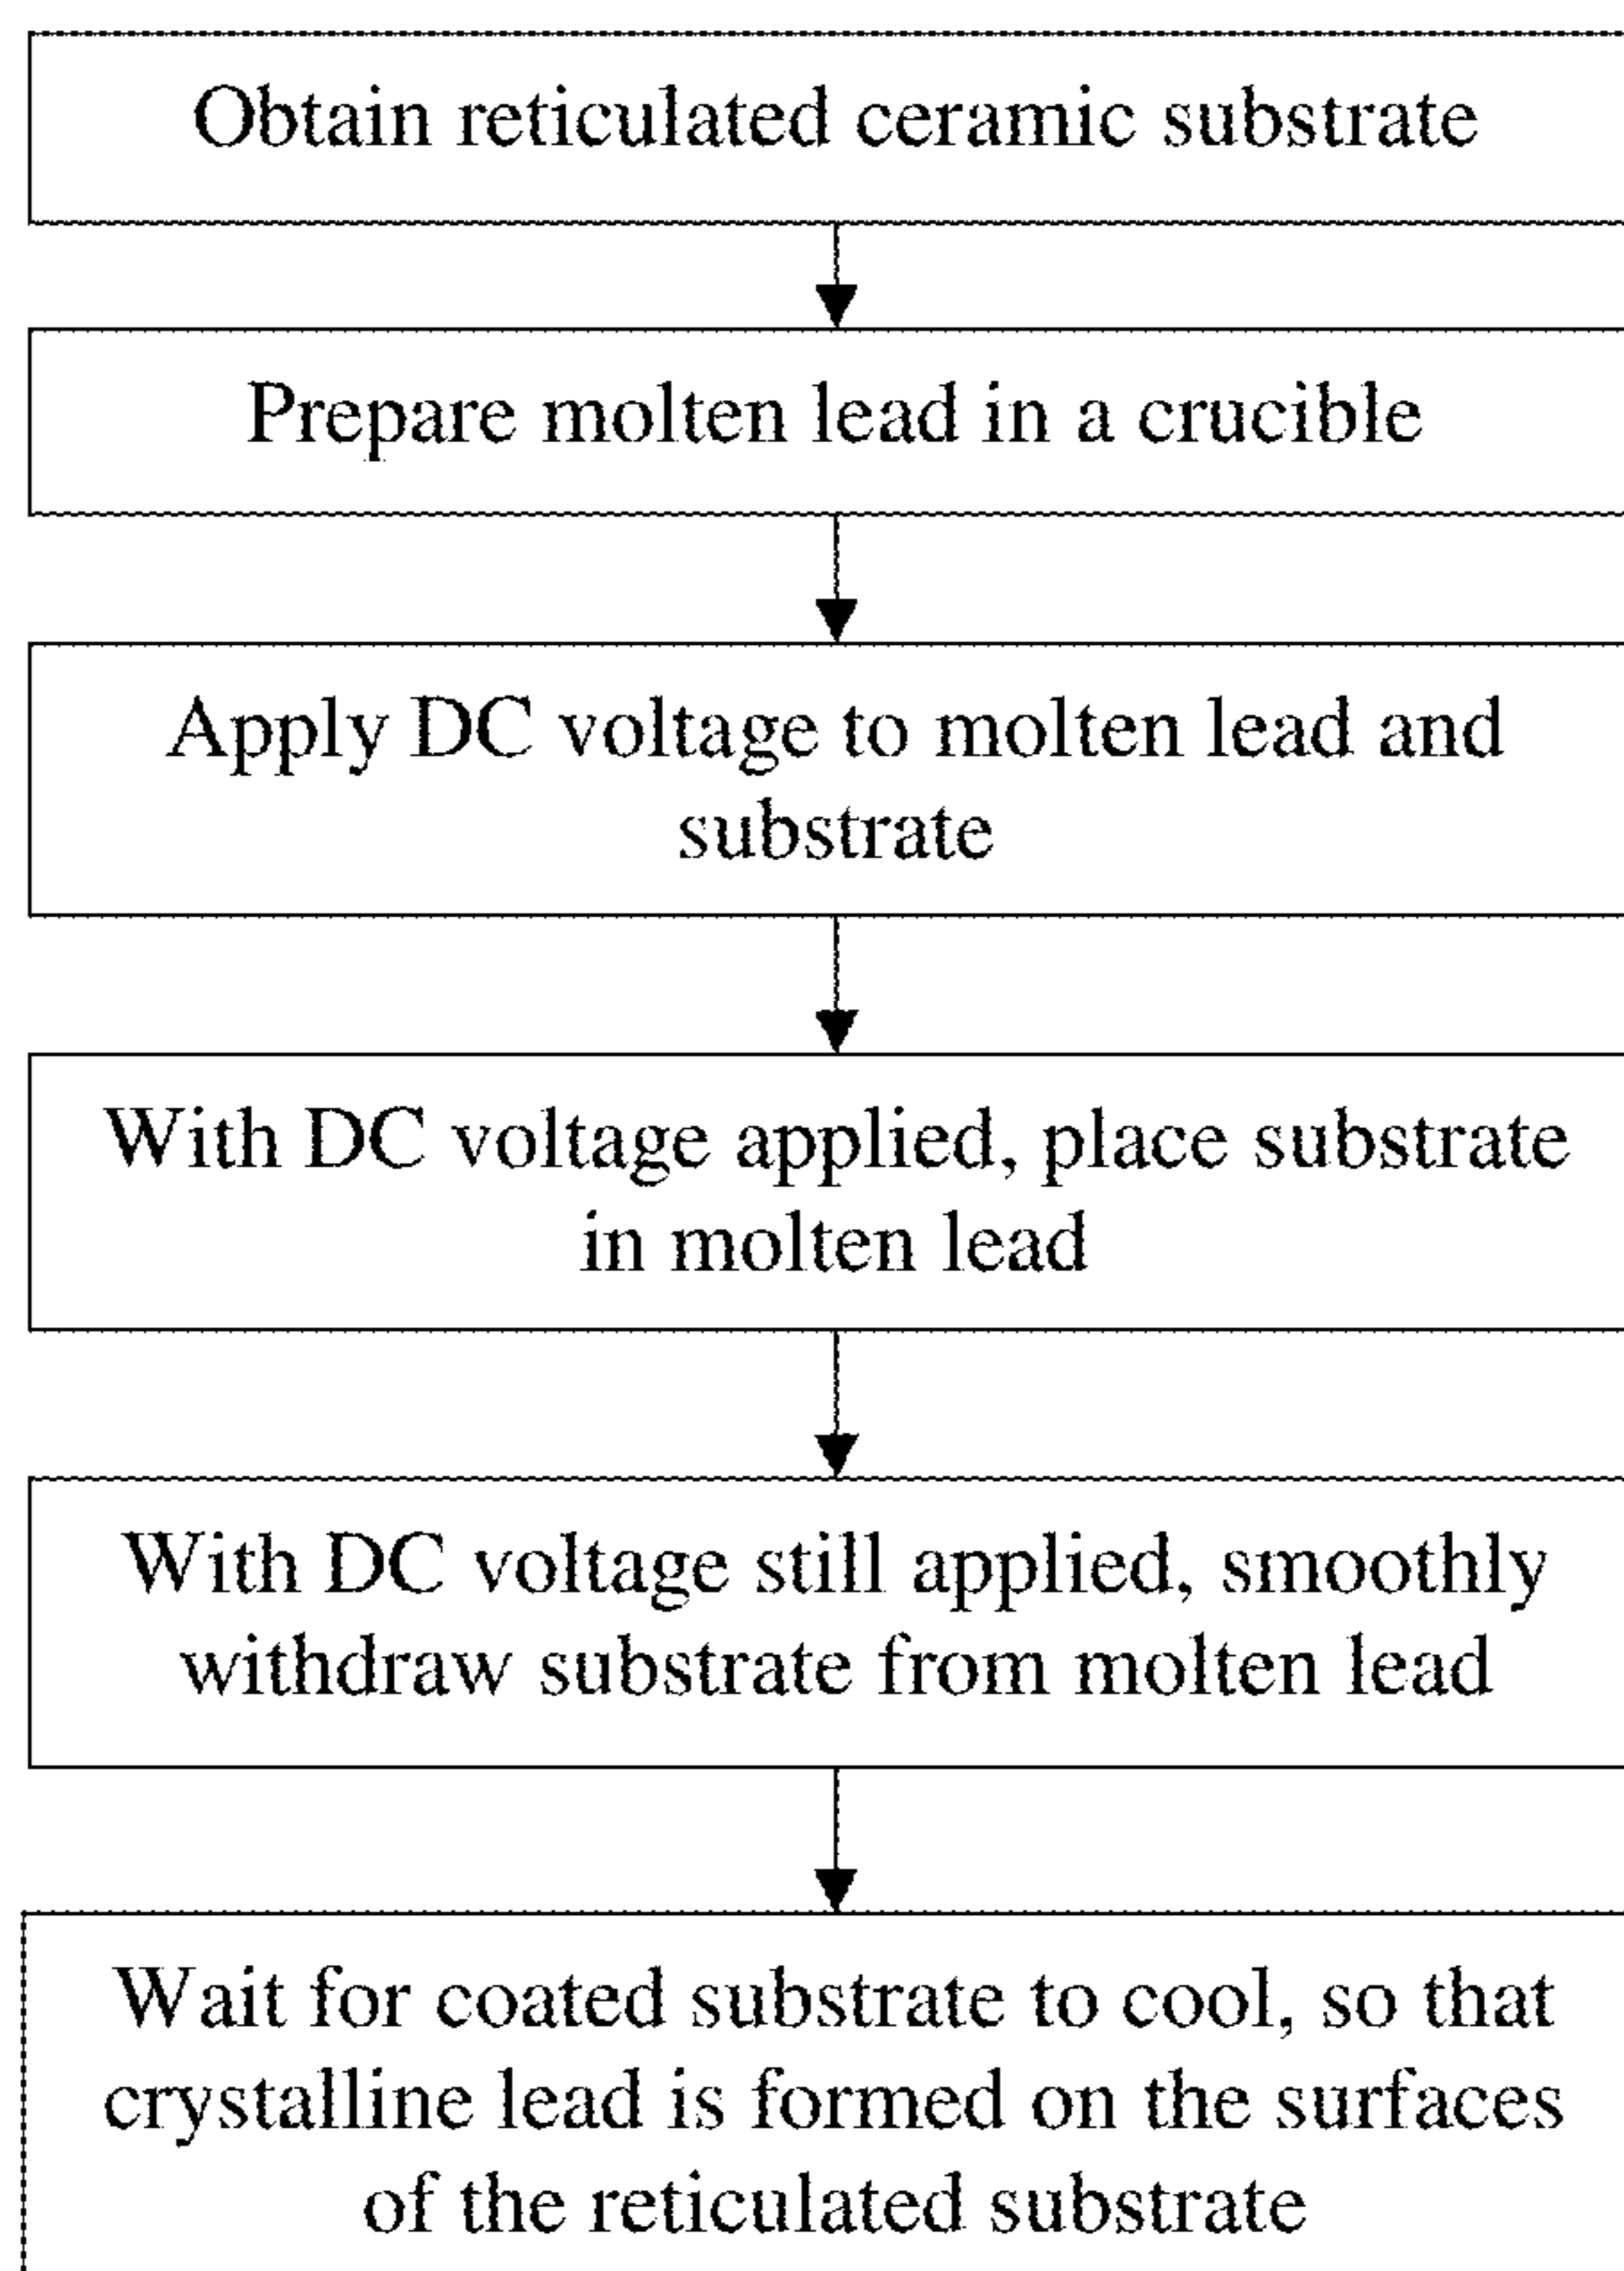 Obtain reticulated ceramic substrate
Prepare molten lead in a crucible
Apply DC voltage to molten lead and
substrate
With DC voltage applied, place substrate
in molten lead
With DC voltage still applied, smoothly
withdraw substrate from molten lead
Wait for coated substrate to cool, so that
crystalline lead is formed on the surfaces
of the reticulated substrate